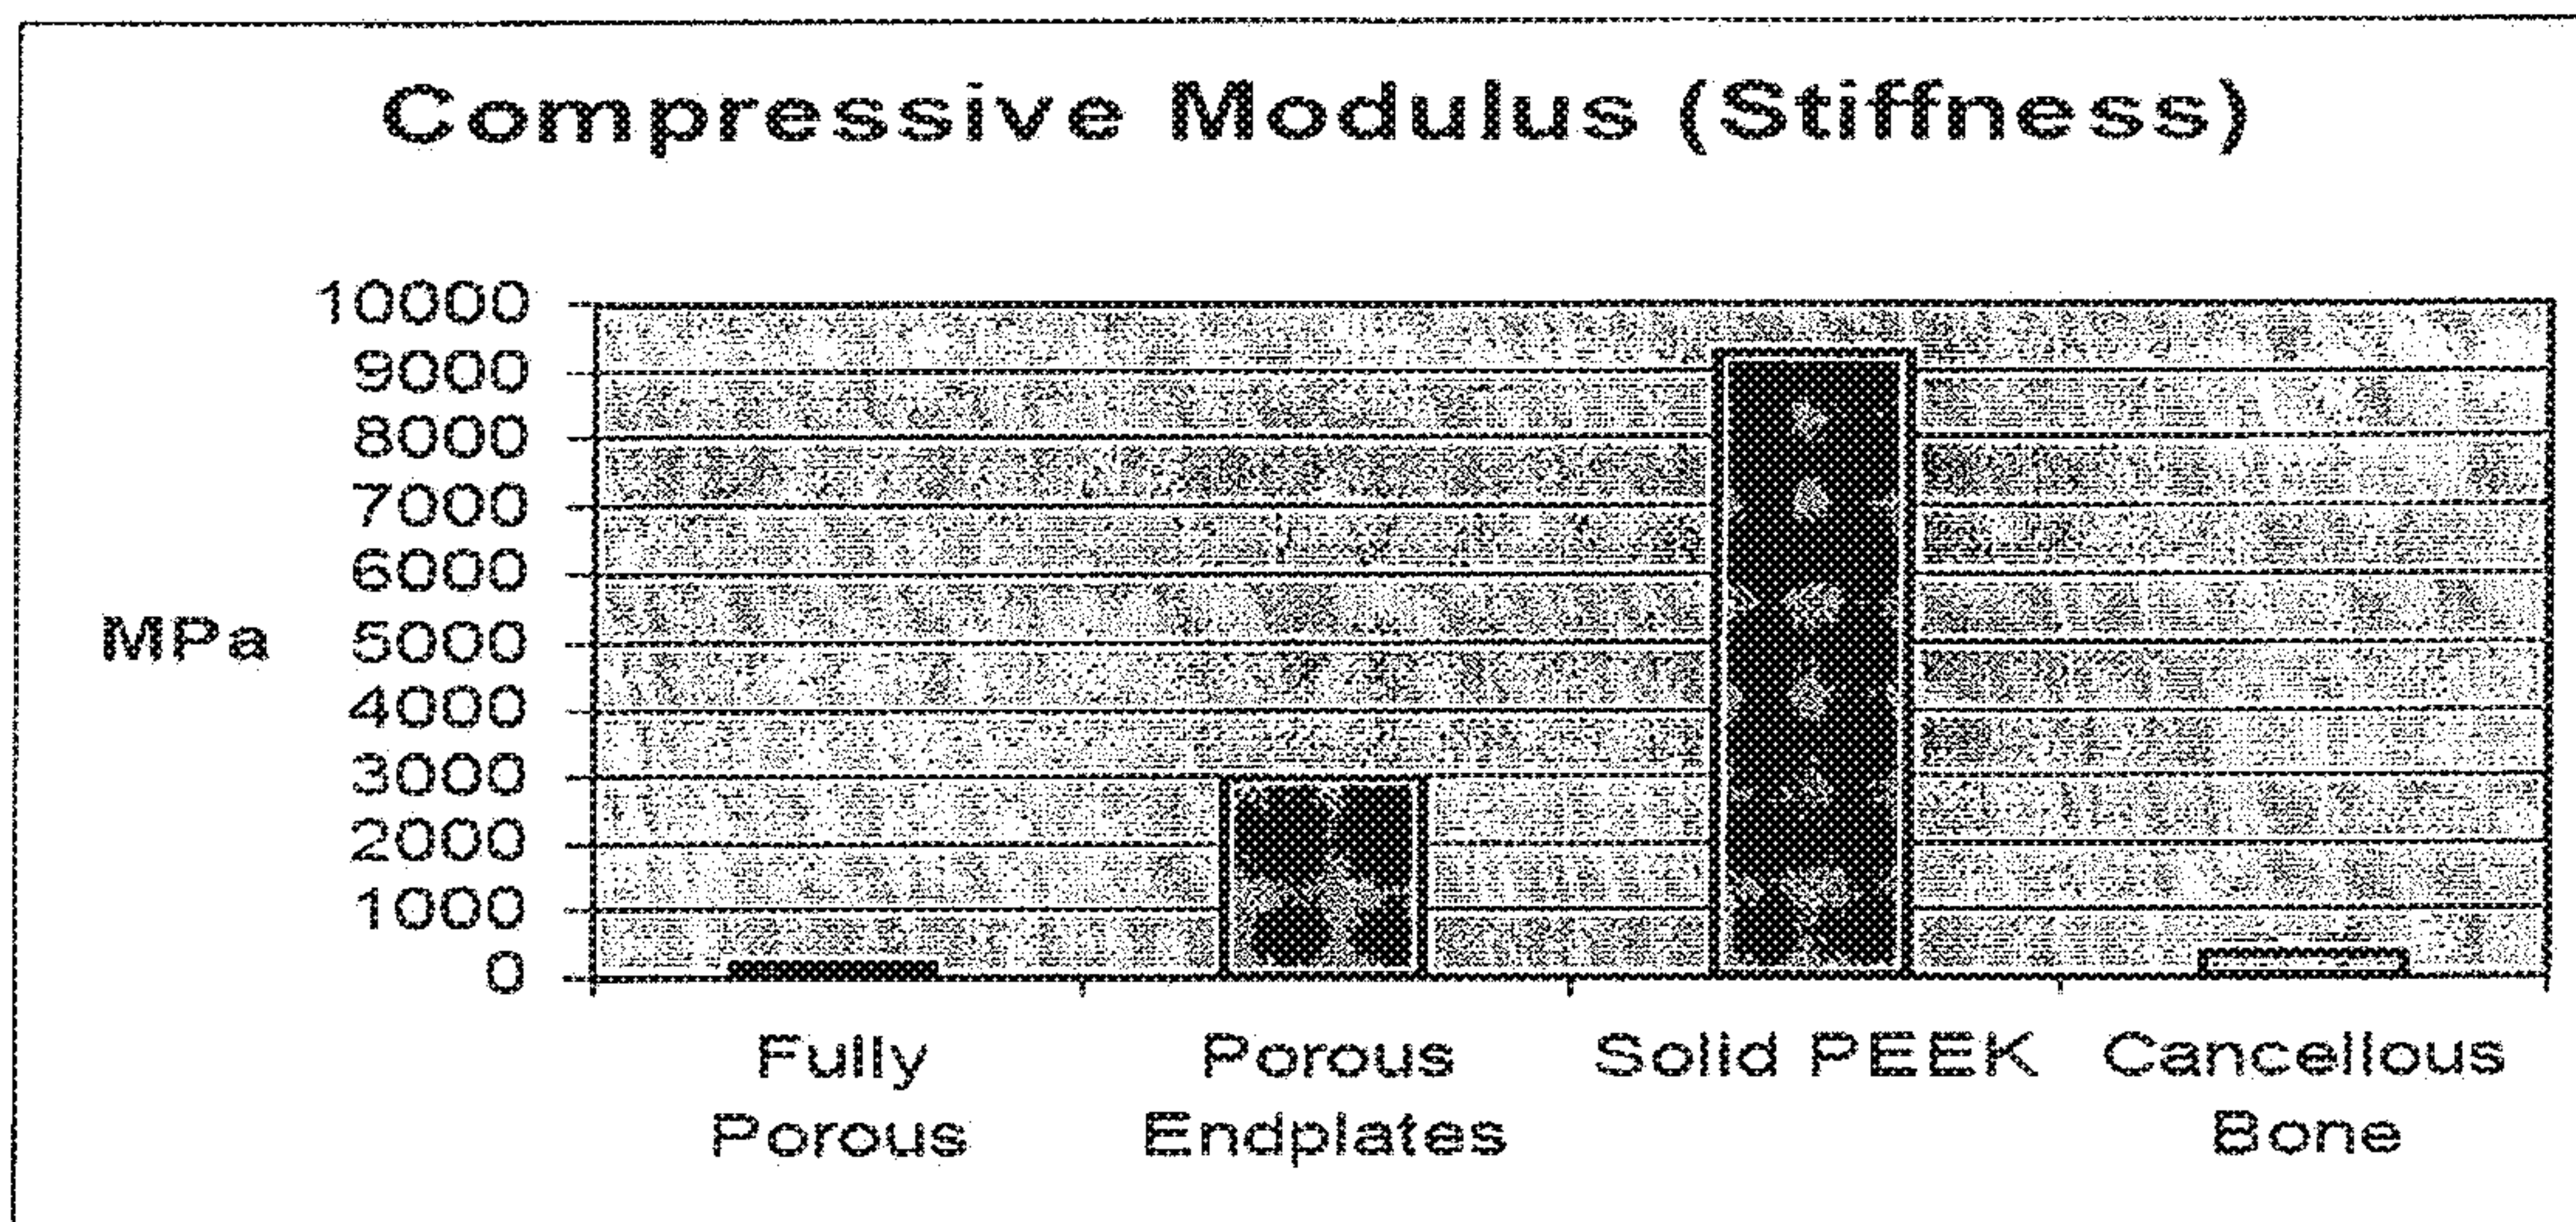 Compressive Modulus (Stiffness)
10000
9000
8000
7000
6000
MPa
5000
4000
3000
2000
1000
0
Fully
Porous
Porous
Endplates
Solid PEEK
Cancellous
Bone